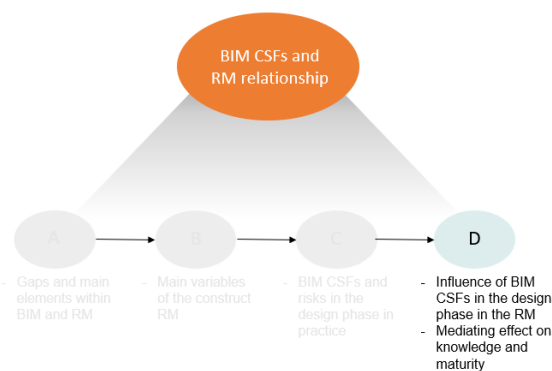 BIM CSFs and
RM relationship
A
B
C
D
- Gaps and main
elements within
BIM and RM
- Main variables
of the construct
RM
- BIM CSFs and
risks in the
design phase in
practice
- Influence of BIM
CSFs in the design
phase in the RM
- Mediating effect on
knowledge and
maturity